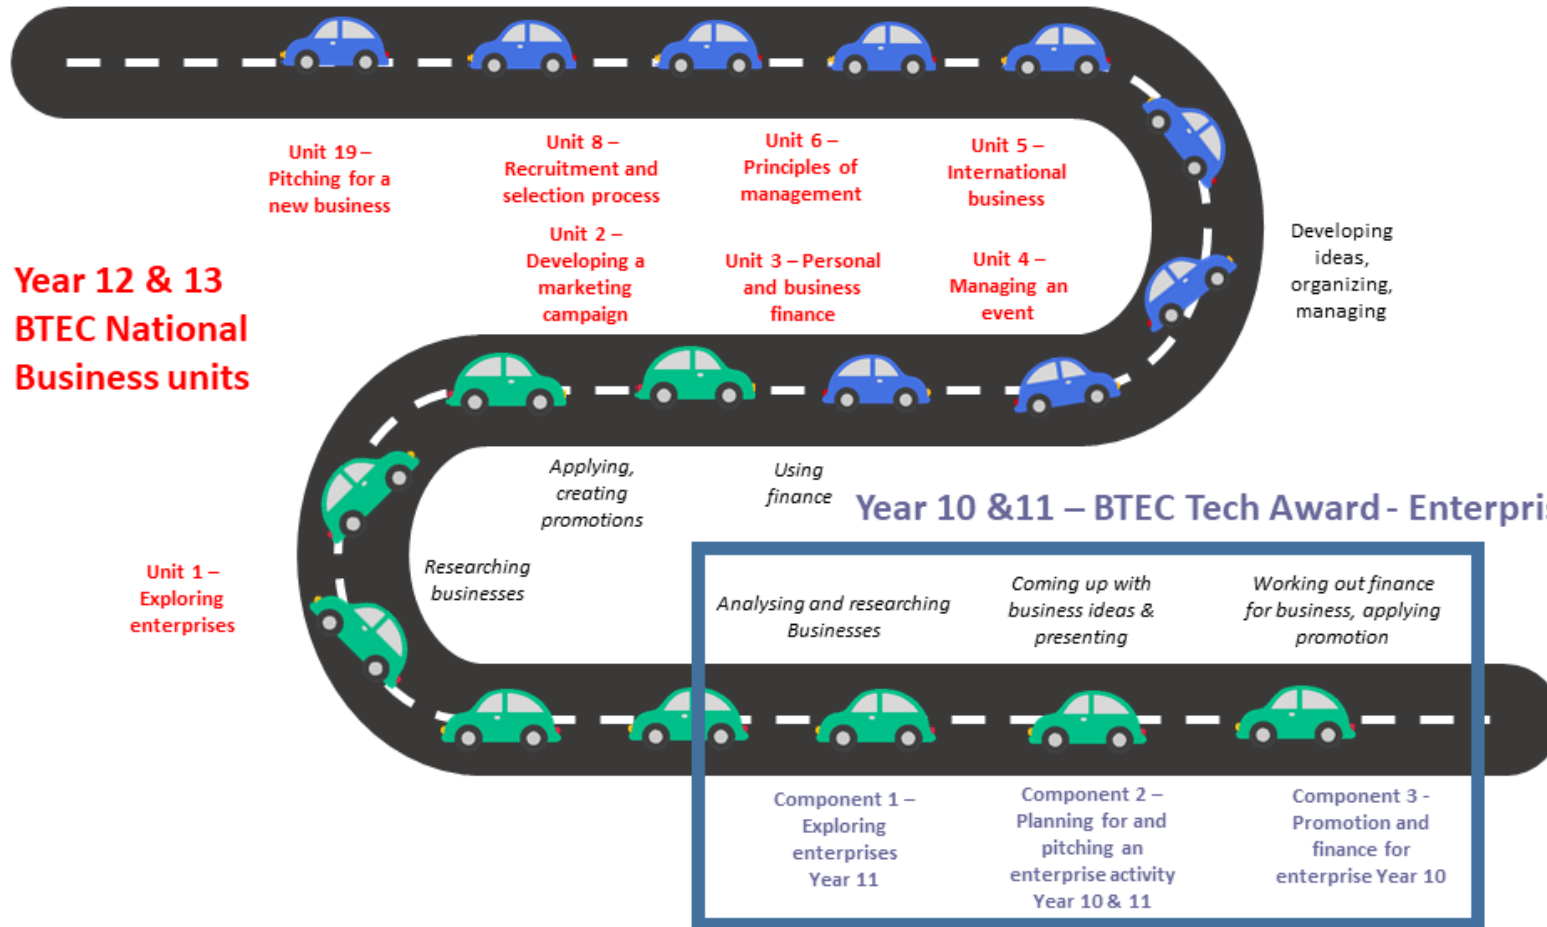 Unit 19 –
Pitching for a
new business
Unit 8 –
Recruitment and
selection process
Unit 6 –
Principles of
management
Unit 5 –
International
business
Unit 2 –
Developing a
marketing
campaign
Unit 3 – Personal
and business
finance
Unit 4 –
Managing an
event
Developing
ideas,
organizing,
managing
Year 12 & 13
BTEC National
Business units
Applying,
creating
promotions
Using
finance
Year 10 &11 – BTEC Tech Award - Enterpris
Unit 1 –
Exploring
enterprises
Researching
businesses
Analysing and researching
Businesses
Coming up with
business ideas &
presenting
Working out finance
for business, applying
promotion
Component 1 –
Exploring
enterprises
Year 11
Component 2 –
Planning for and
pitching an
enterprise activity
Year 10 & 11
Component 3 -
Promotion and
finance for
enterprise Year 10